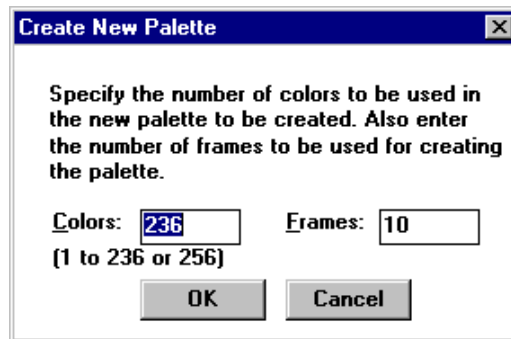 Create New Palette
Specify the number of colors to be used in
the new palette to be created. Also enter
the number of frames to be used for creating
the palette.
Colors: 236 Frames: 10
(1 to 236 or 256)
OK Cancel